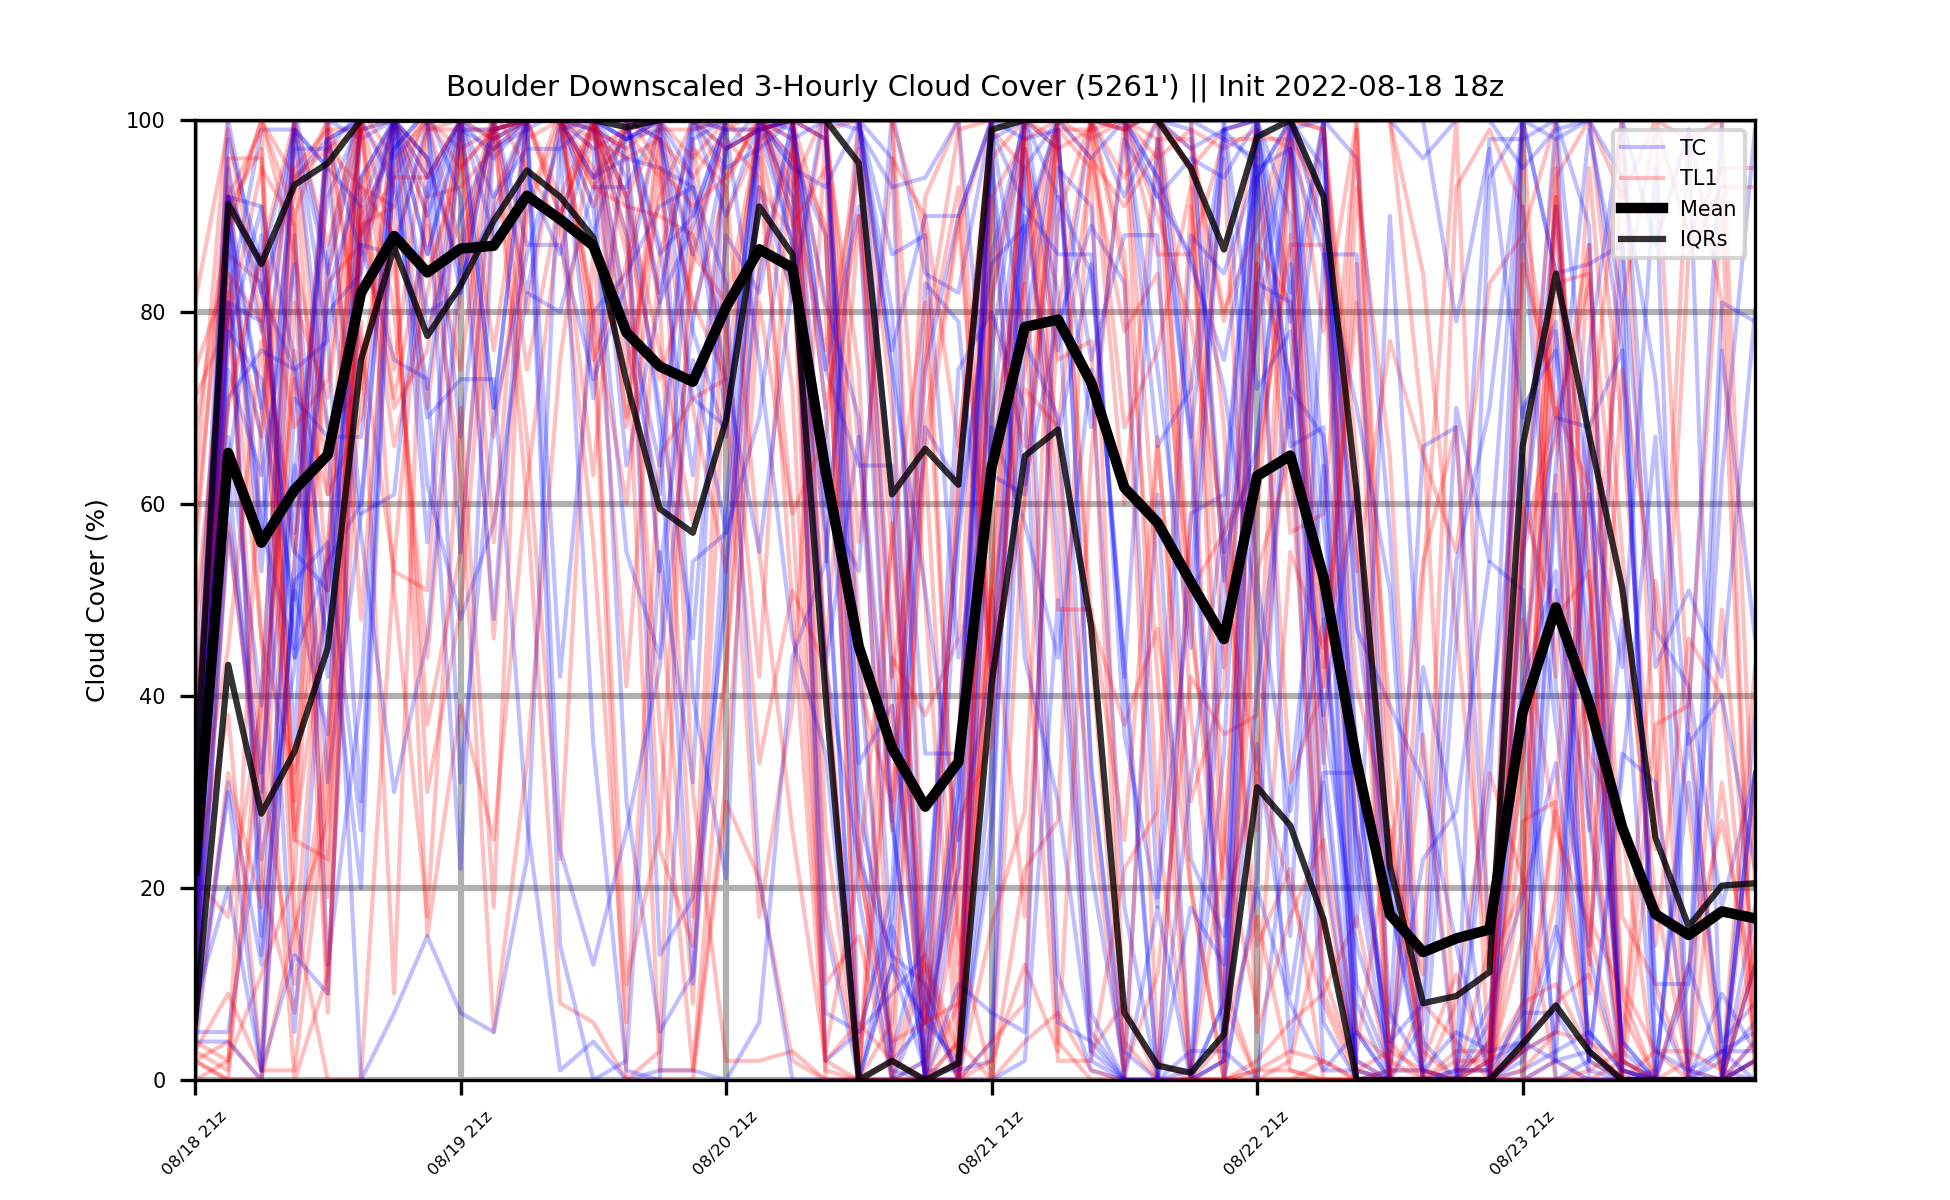 Boulder Downscaled 3-Hourly Cloud Cover (5261') || Init 2022-08-18 18z
Cloud Cover (%)
100
80
60
40
20
0
TC
TL1
Mean
IQRs
08/18 21z
08/19 21z
08/20 21z
08/21 21z
08/22 21z
08/23 21z